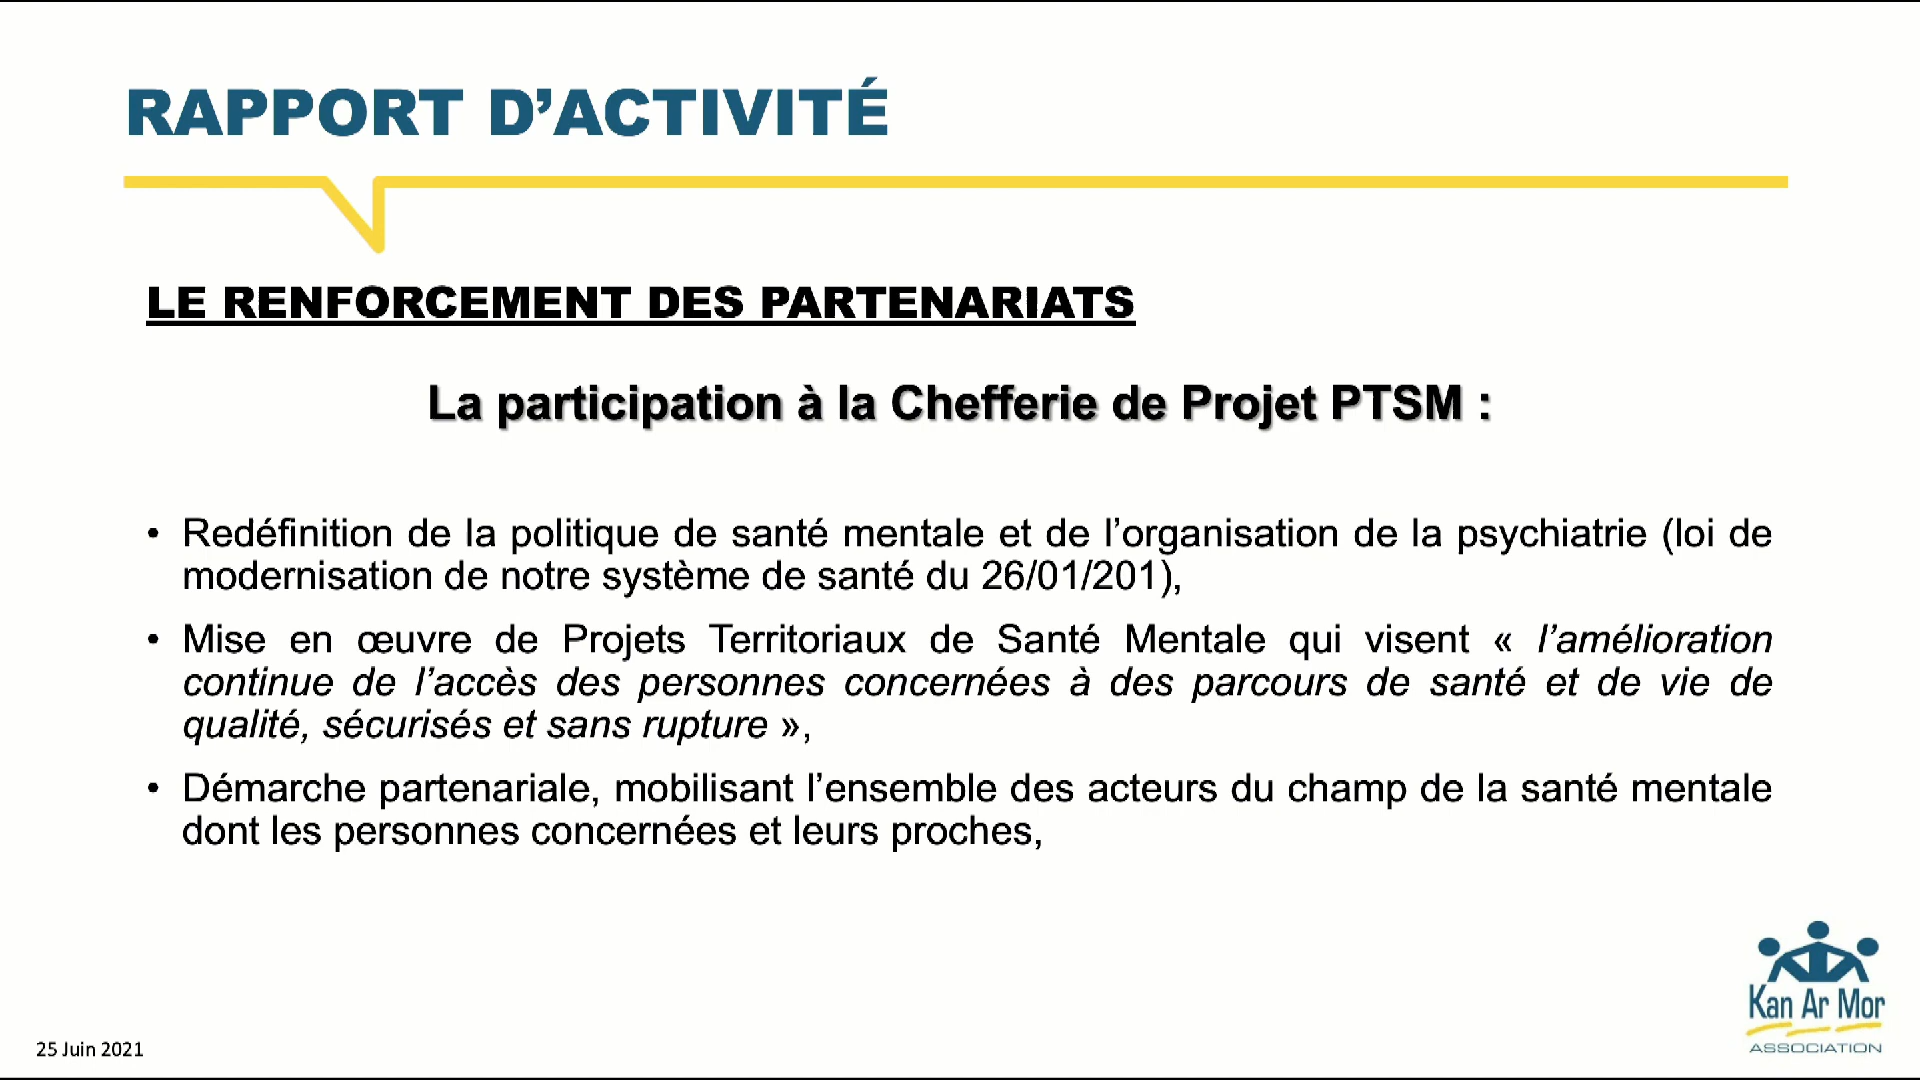 RAPPORT D’ACTIVITÉ
LE RENFORCEMENT DES PARTENARIATS
La participation à la Chefferie de Projet PTSM :
• Redéfinition de la politique de santé mentale et de l’organisation de la psychiatrie (loi de
modernisation de notre système de santé du 26/01/201),
• Mise en œuvre de Projets Territoriaux de Santé Mentale qui visent « l’amélioration
continue de l’accès des personnes concernées à des parcours de santé et de vie de
qualité, sécurisés et sans rupture »,
• Démarche partenariale, mobilisant l’ensemble des acteurs du champ de la santé mentale
dont les personnes concernées et leurs proches,
Kan Ar Mor
ASSOCIATION
25 Juin 2021